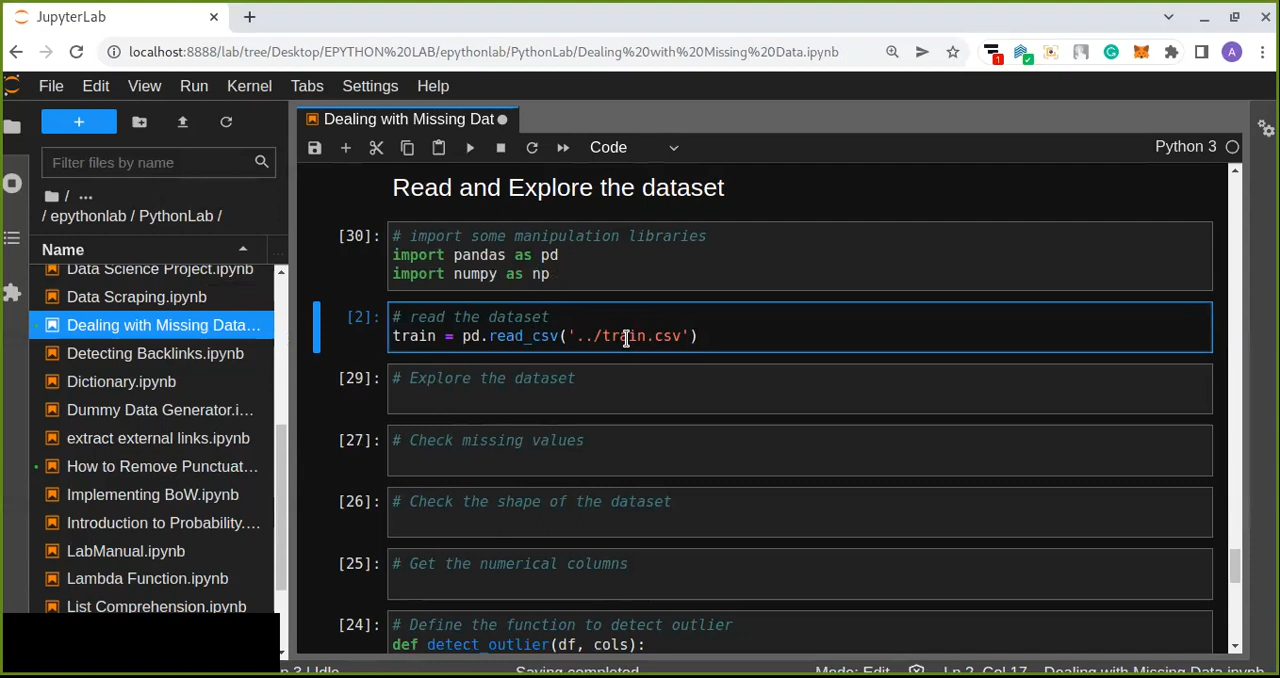 JupyterLab
localhost:8888/lab/tree/Desktop/EPYTHON%20LAB/epythonlab/PythonLab/Dealing%20with%20Missing%20Data.ipynb
1
A
File Edit View Run Kernel Tabs Settings Help
Filter files by name
/ ...
/ epythonlab / PythonLab /
Name
Data Science Project.ipynb
Data Scraping.ipynb
Dealing with Missing Data...
Detecting Backlinks.ipynb
Dictionary.ipynb
Dummy Data Generator.i...
extract external links.ipynb
How to Remove Punctuat...
Implementing BoW.ipynb
Introduction to Probability....
LabManual.ipynb
Lambda Function.ipynb
List Comprehension.ipynb
Dealing with Missing Dat
Code
Python 3
Read and Explore the dataset
[30]: # import some manipulation libraries
import pandas as pd
import numpy as np
[2]: # read the dataset
train = pd.read_csv('../train.csv')
[29]: # Explore the dataset
[27]: # Check missing values
[26]: # Check the shape of the dataset
[25]: # Get the numerical columns
[24]: # Define the function to detect outlier
def detect_outlier(df, cols):
3 | Idle Saving completed Mode: Edit Ln 2, Col 17 Dealing with Missing Data.ipynb